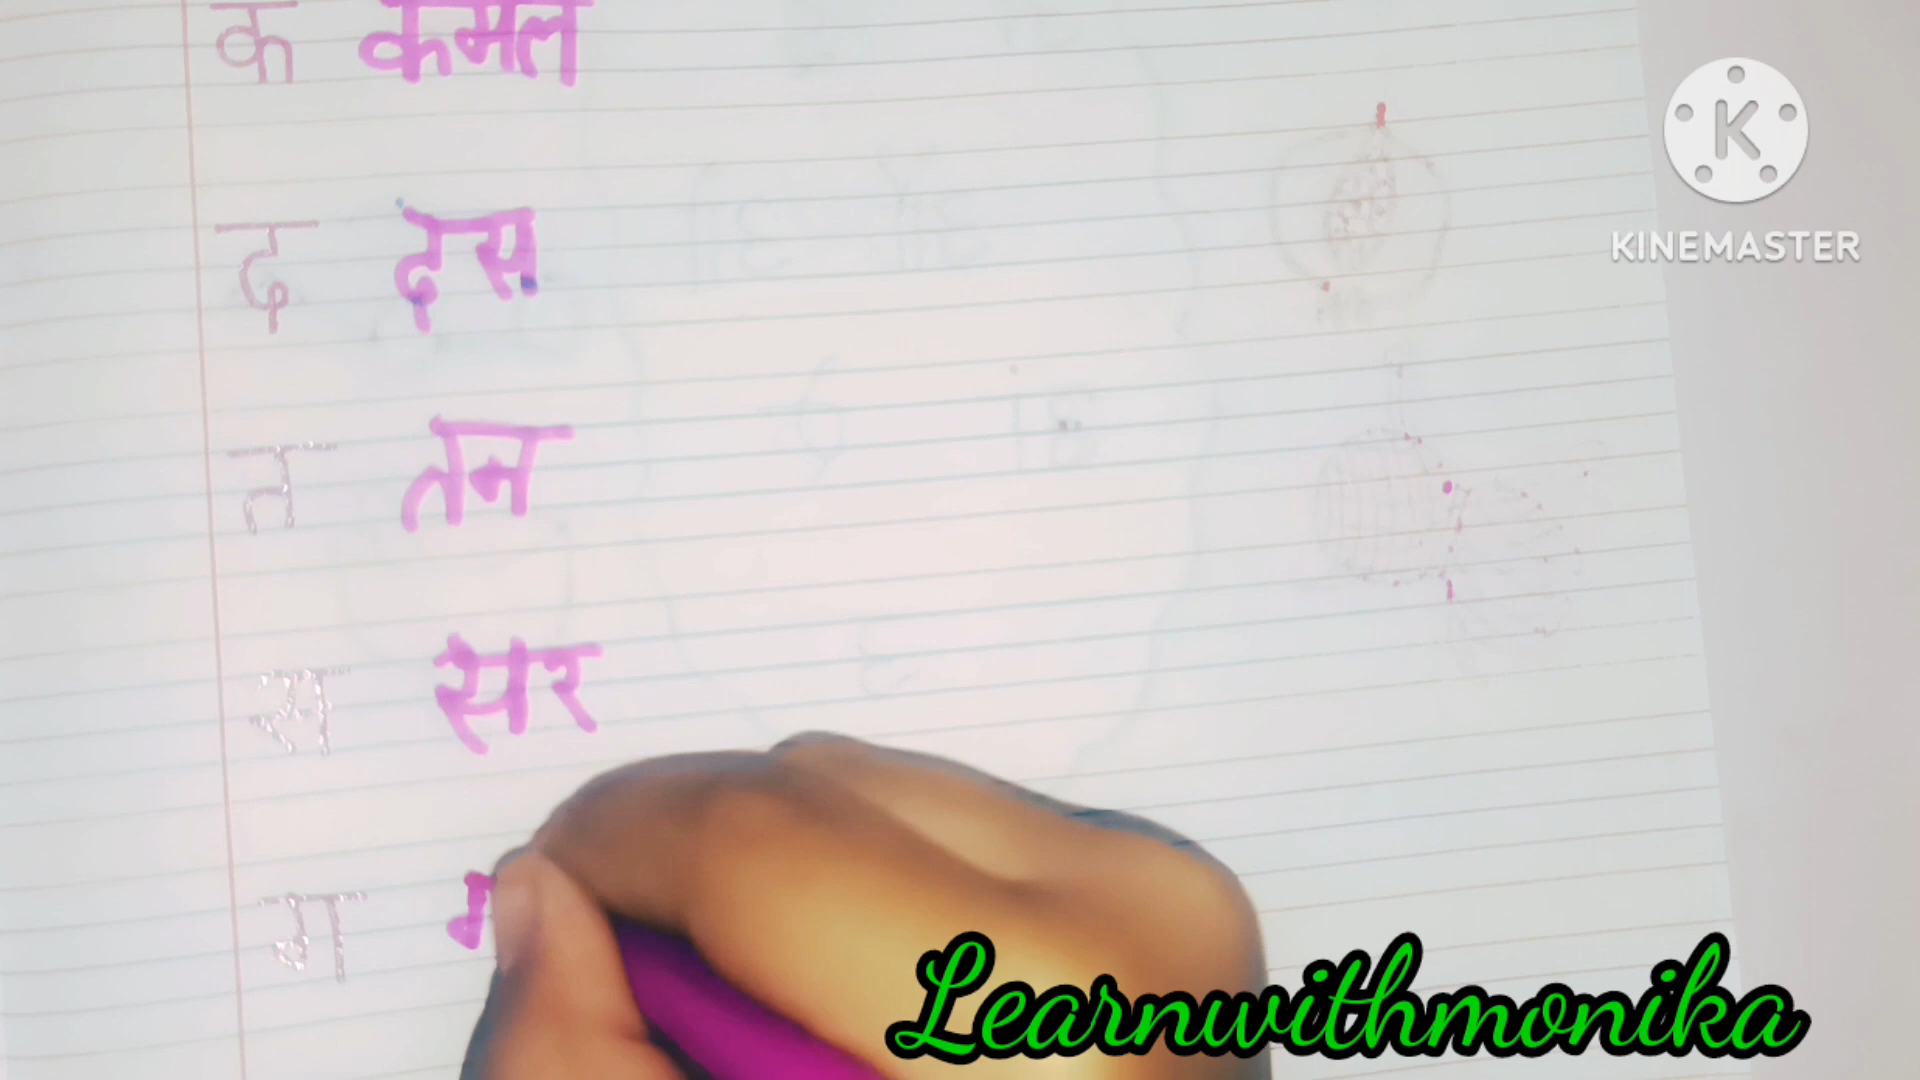 क कमल
द दस
त तन
स सर
ग
KINEMASTER
Learnwithmonika